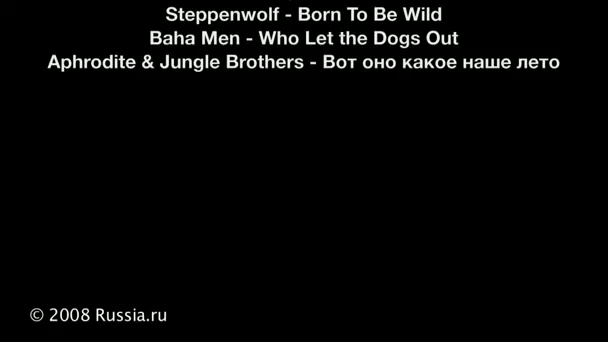 Steppenwolf - Born To Be Wild
Baha Men - Who Let the Dogs Out
Aphrodite & Jungle Brothers - Вот оно какое наше лето
© 2008 Russia.ru